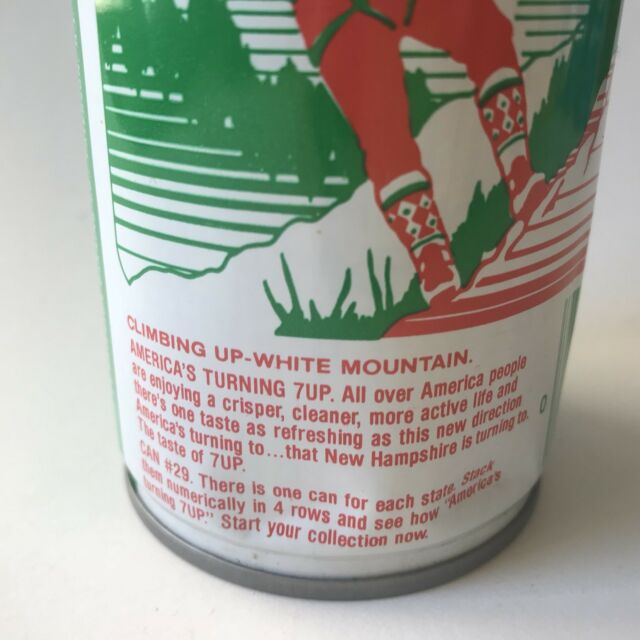 CLIMBING UP-WHITE MOUNTAIN.
AMERICA'S TURNING 7UP. All over America people
are enjoying a crisper, cleaner, more active life and
there's one taste as refreshing as this new direction
America's turning to...that New Hampshire is turning to.
The taste of 7UP.
CAN #29. There is one can for each state. Stack
them numerically in 4 rows and see how "America's
turning 7UP." Start your collection now.
0